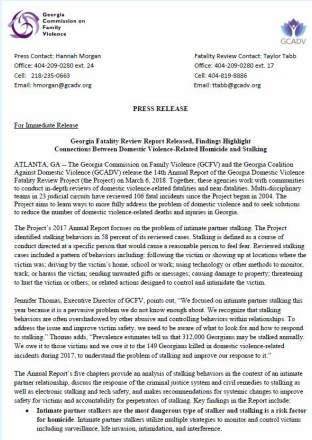 Georgia
Commission on
Family
Violence
GCADV
Press Contact: Hannah Morgan
Office: 404-209-0280 ext. 24
Cell: 218-235-0663
Email: hmorgan@gcadv.org
Fatality Review Contact: Taylor Tabb
Office: 404-209-0280 ext. 17
Cell: 404-819-8886
Email: ttabb@gcadv.org
PRESS RELEASE
For Immediate Release
Georgia Fatality Review Report Released, Findings Highlight
Connections Between Domestic Violence-Related Homicide and Stalking
ATLANTA, GA -- The Georgia Commission on Family Violence (GCFV) and the Georgia Coalition
Against Domestic Violence (GCADV) release the 14th Annual Report of the Georgia Domestic Violence
Fatality Review Project (the Project) on March 6, 2018. Together, these agencies work with communities
to conduct in-depth reviews of domestic violence-related fatalities and near-fatalities. Multi-disciplinary
teams in 23 judicial circuits have reviewed 106 fatal incidents since the Project began in 2004. The
Project aims to learn ways to more fully address the problem of domestic violence and to seek solutions
to reduce the number of domestic violence-related deaths and injuries in Georgia.
The Project's 2017 Annual Report focuses on the problem of intimate partner stalking. The Project
identified stalking behaviors in 58 percent of its reviewed cases. Stalking is defined as a course of
conduct directed at a specific person that would cause a reasonable person to feel fear. Reviewed stalking
cases included a pattern of behaviors including: following the victim or showing up at locations where the
victim was; driving by the victim's home, school or work; using technology or other methods to monitor,
track, or harass the victim; sending unwanted gifts or messages; causing damage to property; threatening
to hurt the victim or others; or related actions designed to control and intimidate the victim.
Jennifer Thomas, Executive Director of GCFV, points out, "We focused on intimate partner stalking this
year because it is a pervasive problem we do not know enough about. We recognize that stalking
behaviors are often overshadowed by other abusive and controlling behaviors within relationships. To
address the issue and improve victim safety, we need to be aware of what to look for and how to respond
to stalking." Thomas adds, "Prevalence estimates tell us that 312,000 Georgians may be stalked annually.
We owe it to those victims and we owe it to the 149 Georgians killed in domestic violence-related
incidents during 2017, to understand the problem of stalking and improve our response to it."
The Annual Report's five chapters provide an analysis of stalking behaviors in the context of an intimate
partner relationship, discuss the response of the criminal justice system and civil remedies to stalking as
well as electronic stalking and tech safety, and makes recommendations for systemic changes to improve
safety for victims and accountability for perpetrators of stalking. Key findings in the Report include:
• Intimate partner stalkers are the most dangerous type of stalker and stalking is a risk factor
for homicide. Intimate partner stalkers utilize multiple strategies to monitor and control victims
including surveillance, life invasion, intimidation, and interference.